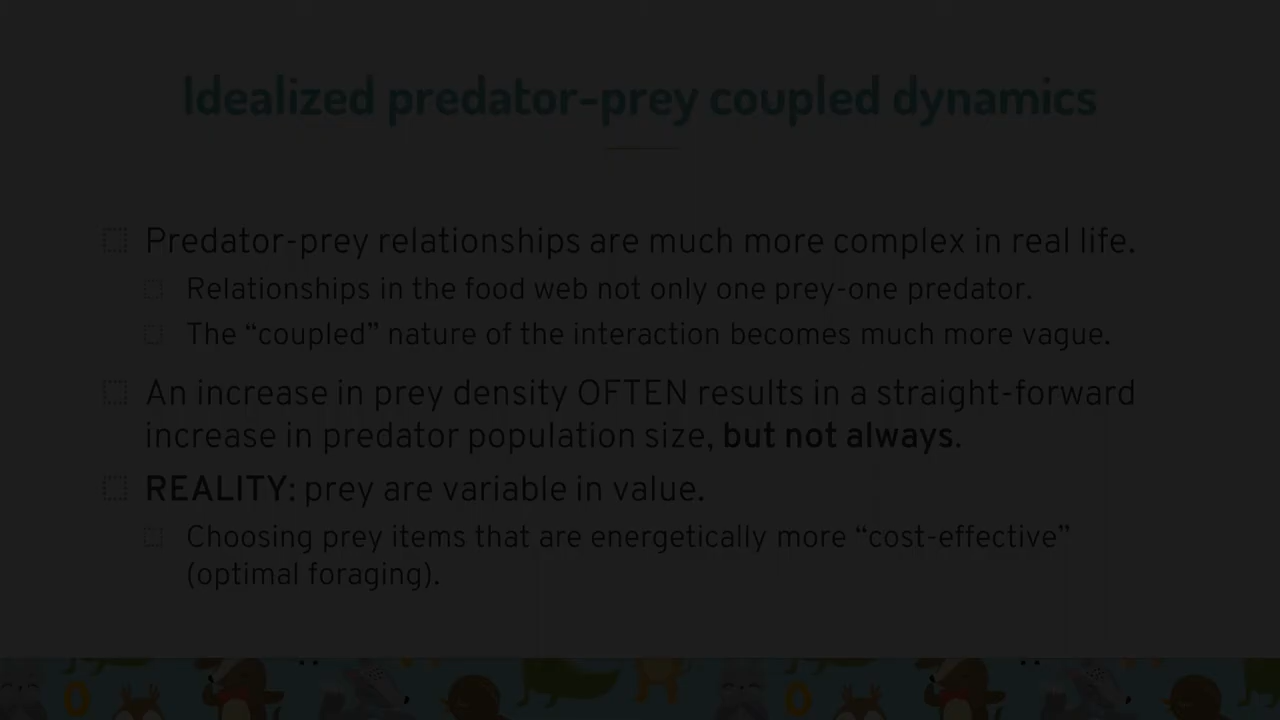 Idealized predator-prey coupled dynamics
Predator-prey relationships are much more complex in real life.
Relationships in the food web not only one prey-one predator.
The “coupled” nature of the interaction becomes much more vague.
An increase in prey density OFTEN results in a straight-forward
increase in predator population size, but not always.
REALITY: prey are variable in value.
Choosing prey items that are energetically more “cost-effective”
(optimal foraging).